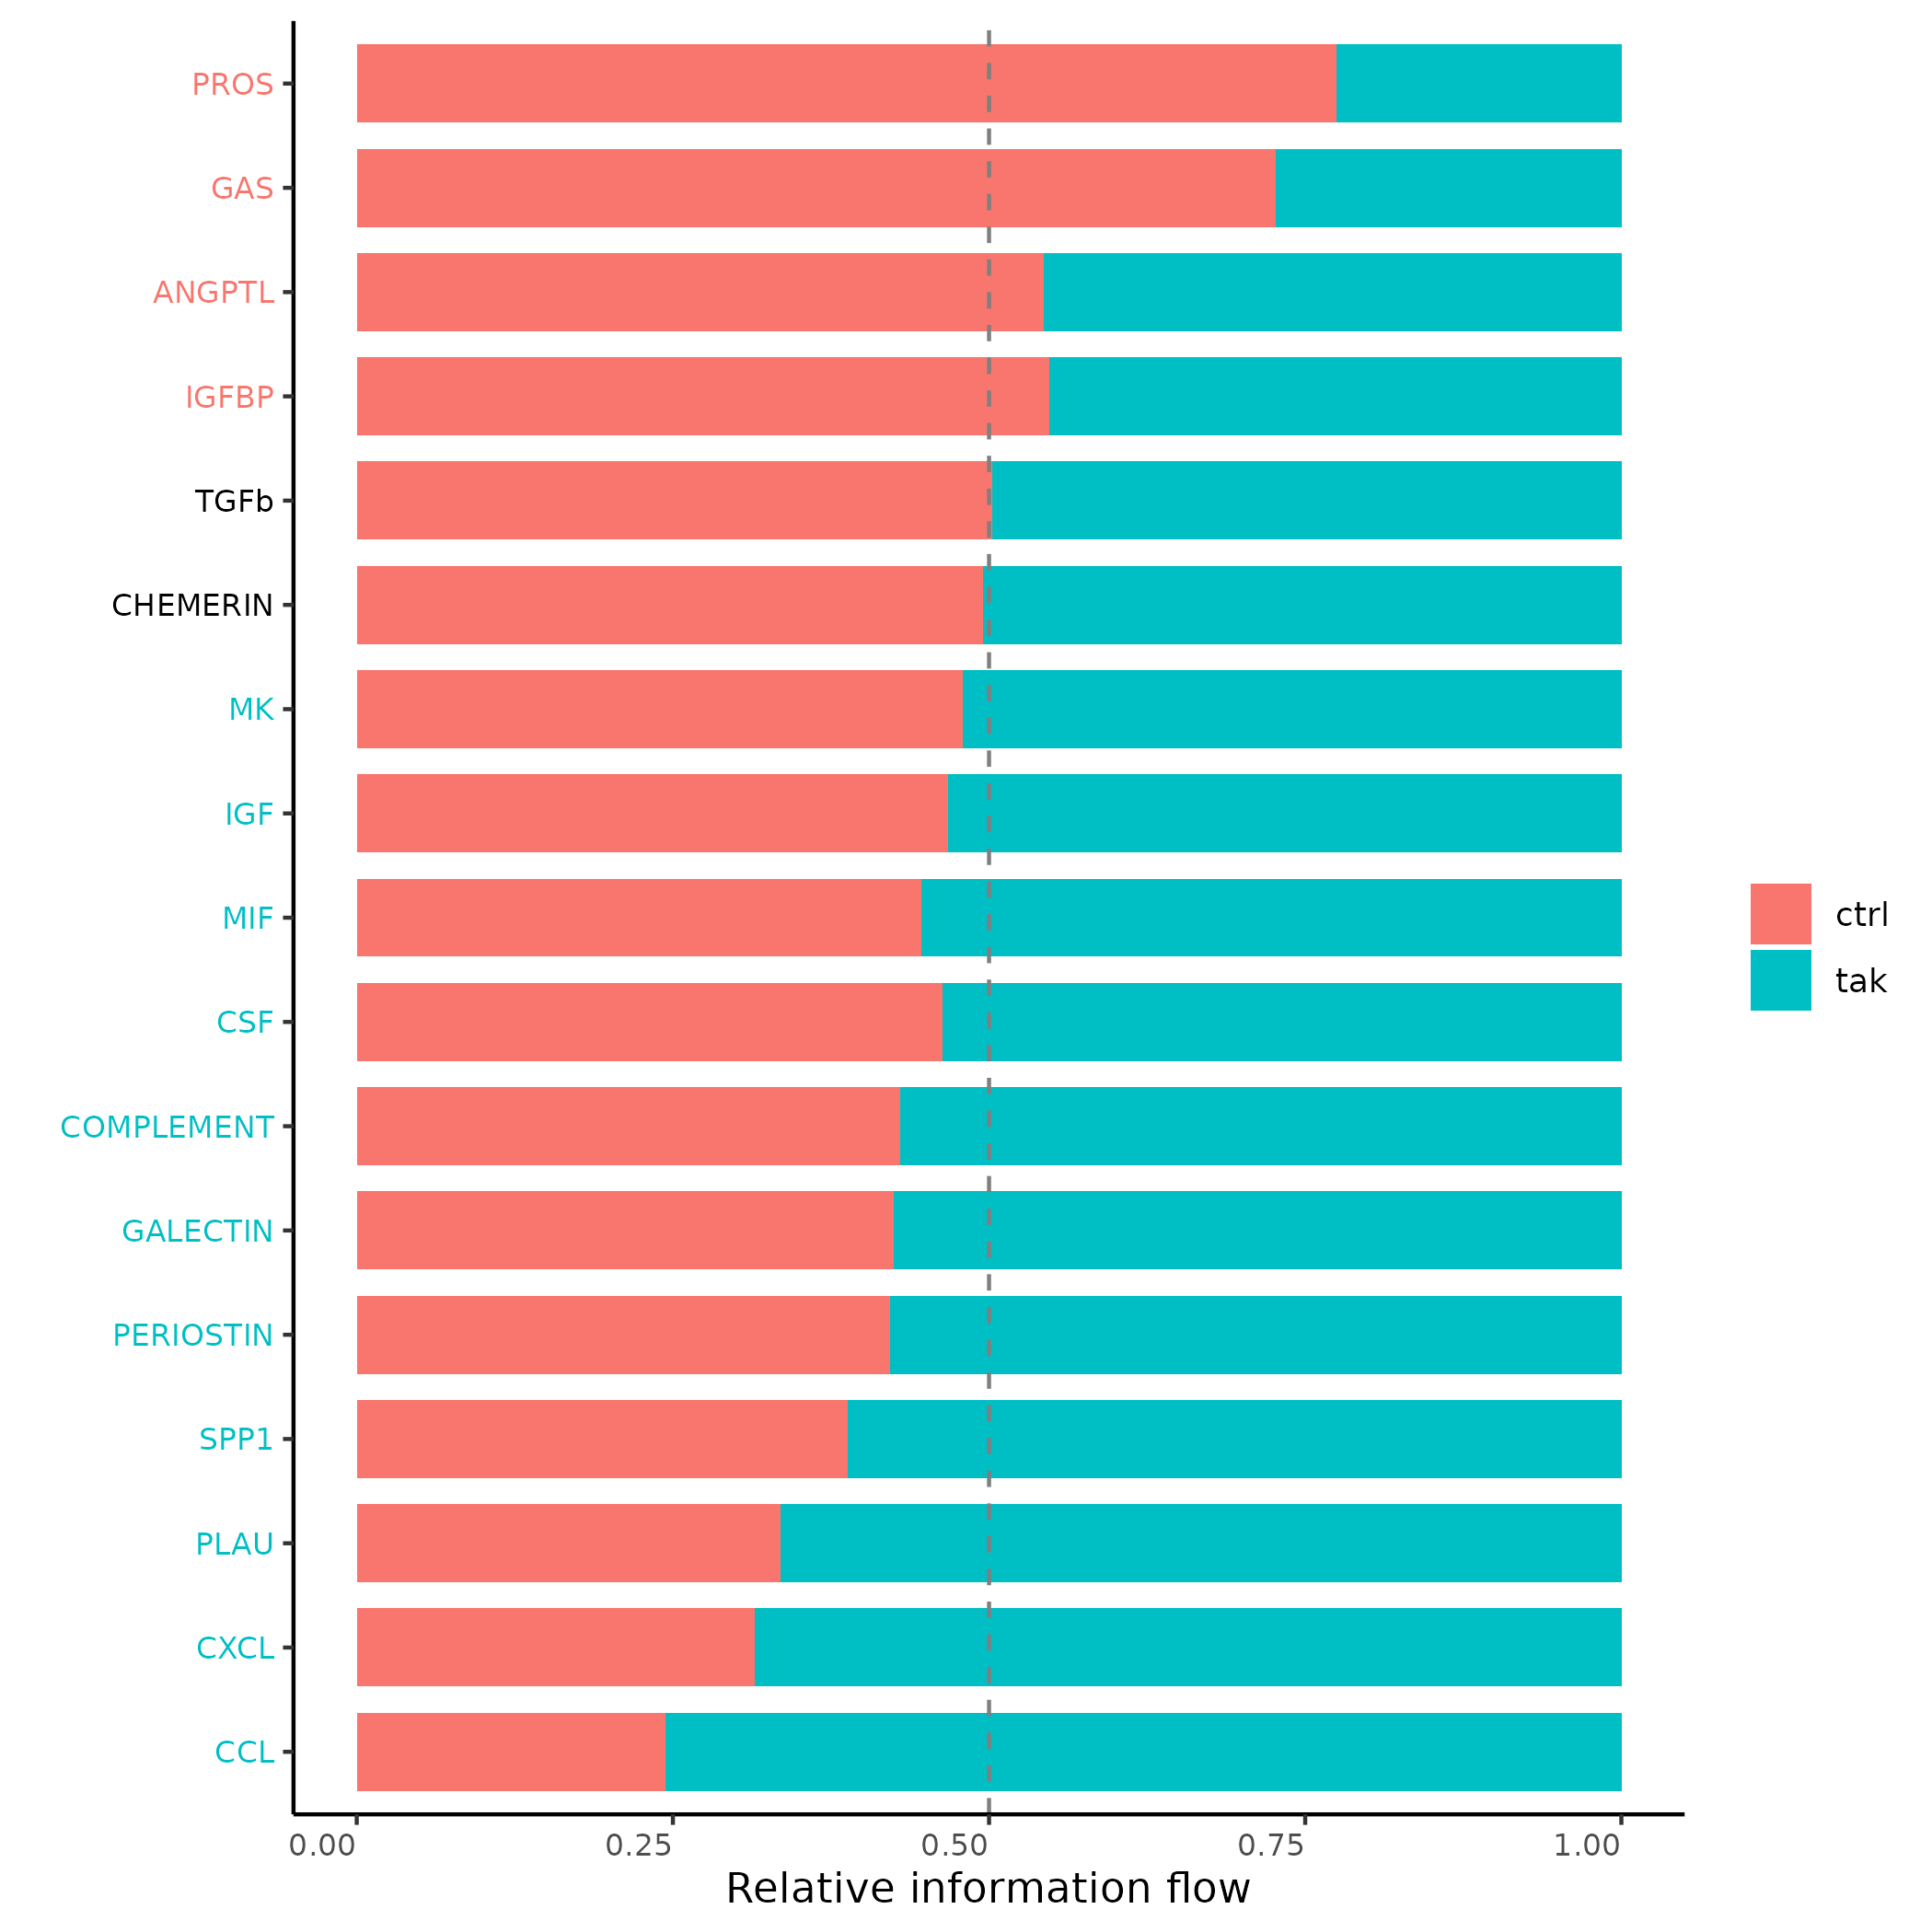 PROS
GAS
ANGPTL
IGFBP
TGFb
CHEMERIN
MK
IGF
MIF
CSF
COMPLEMENT
GALECTIN
PERIOSTIN
SPP1
PLAU
CXCL
CCL
0.00 0.25 0.50 0.75 1.00
Relative information flow
ctrl
tak